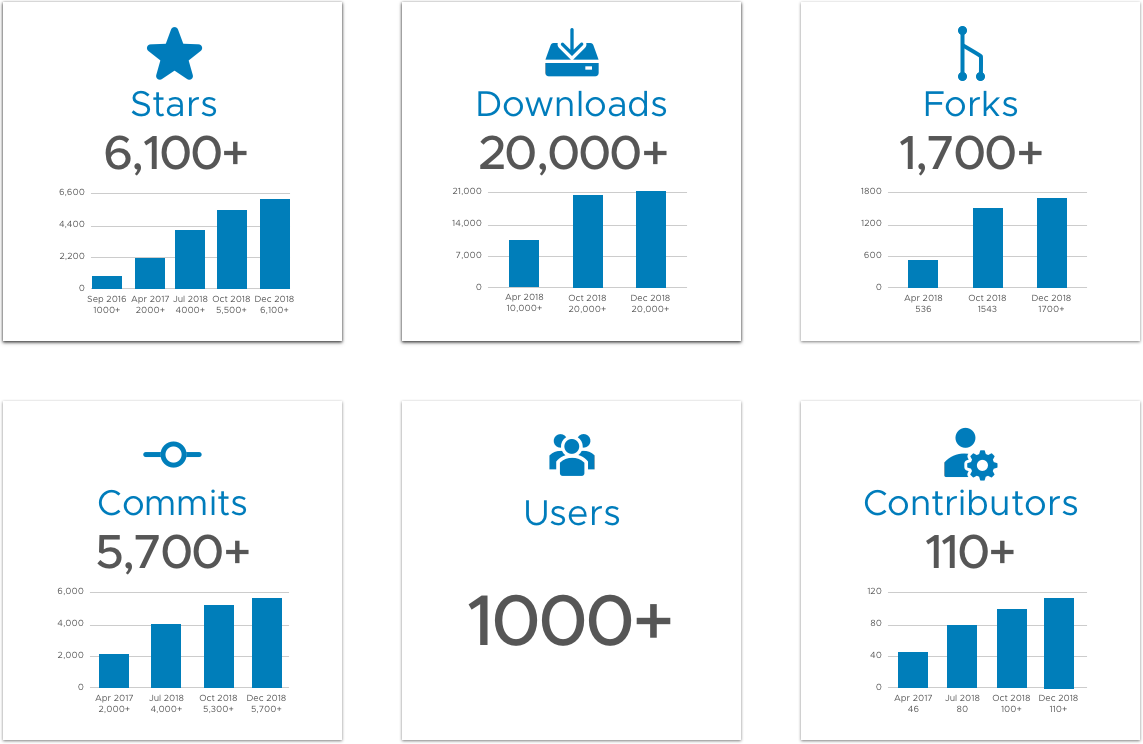 Stars
6,100+
6,600
4,400
2,200
0
Sep 2016 Apr 2017 Jul 2018 Oct 2018 Dec 2018
1000+ 2000+ 4000+ 5,500+ 6,100+
Downloads
20,000+
21,000
14,000
7,000
0
Apr 2018 Oct 2018 Dec 2018
10,000+ 20,000+ 20,000+
Forks
1,700+
1800
1200
600
0
Apr 2018 Oct 2018 Dec 2018
536 1543 1700+
Commits
5,700+
6,000
4,000
2,000
0
Apr 2017 Jul 2018 Oct 2018 Dec 2018
2,000+ 4,000+ 5,300+ 5,700+
Users
1000+
Contributors
110+
120
80
40
0
Apr 2017 Jul 2018 Oct 2018 Dec 2018
46 80 100+ 110+